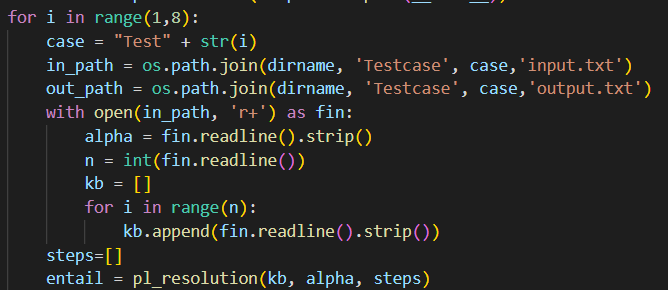 for i in range(1,8):
    case = "Test" + str(i)
    in_path = os.path.join(dirname, 'Testcase', case,'input.txt')
    out_path = os.path.join(dirname, 'Testcase', case,'output.txt')
    with open(in_path, 'r+') as fin:
        alpha = fin.readline().strip()
        n = int(fin.readline())
        kb = []
        for i in range(n):
            kb.append(fin.readline().strip())
    steps=[]
    entail = pl_resolution(kb, alpha, steps)